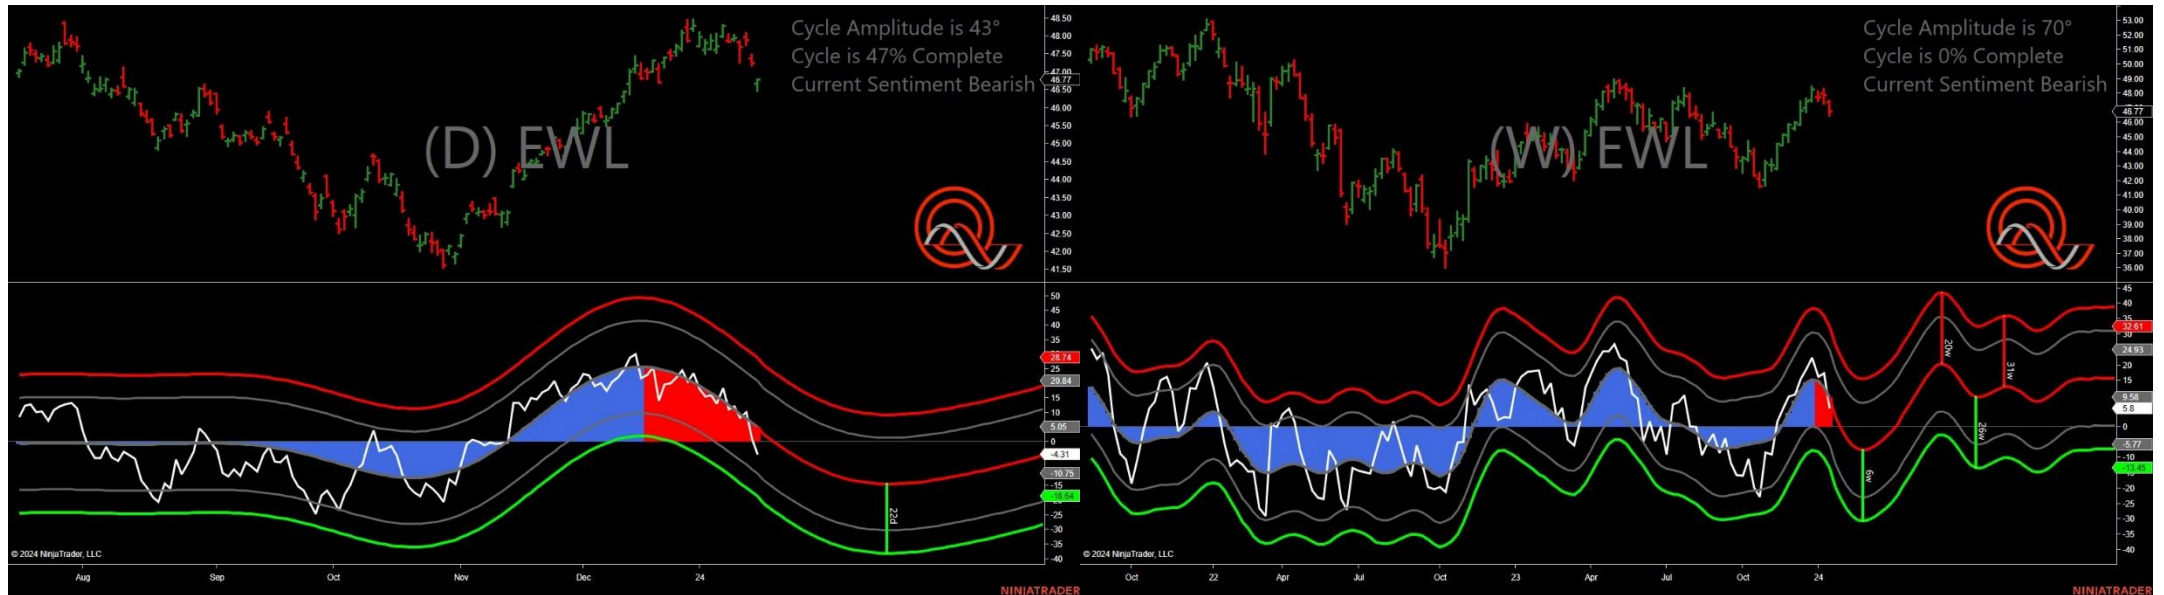 Cycle Amplitude is 43°
Cycle is 47% Complete
Current Sentiment Bearish
(D) EWL
48.50
48.00
47.50
47.00
46.77
46.50
46.00
45.50
45.00
44.50
44.00
43.50
43.00
42.50
42.00
41.50
50
45
40
35
28.74
25
20.84
15
10
5.05
0
-4.31
-10.75
-15
-18.64
-25
-30
-35
-40
22d
© 2024 NinjaTrader, LLC
Aug
Sep
Oct
Nov
Dec
24
NINJATRADER
Cycle Amplitude is 70°
Cycle is 0% Complete
Current Sentiment Bearish
(W) EWL
53.00
52.00
51.00
50.00
49.00
48.00
46.77
46.00
45.00
44.00
43.00
42.00
41.00
40.00
39.00
38.00
37.00
36.00
45
40
35
32.61
30
24.93
20
15
9.58
5.8
0
-5.77
-10
-13.45
-20
-25
-30
-35
-40
20w
31w
26w
6w
© 2024 NinjaTrader, LLC
Oct
22
Apr
Jul
Oct
23
Apr
Jul
Oct
24
NINJATRADER